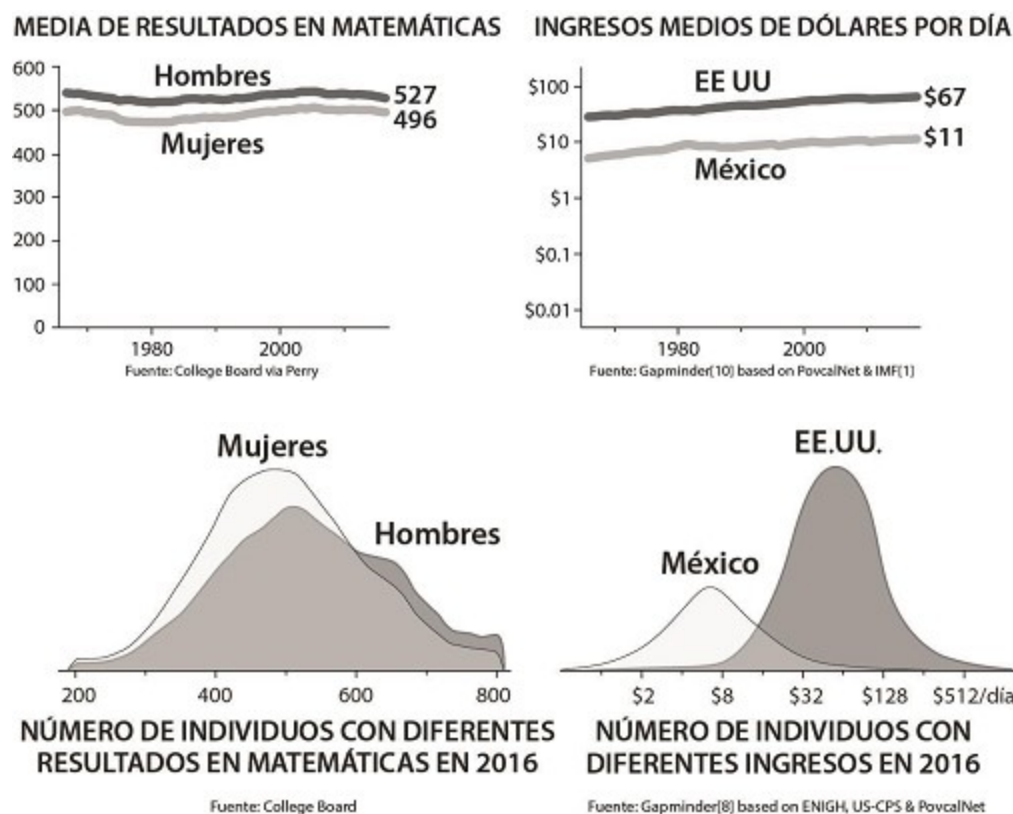 MEDIA DE RESULTADOS EN MATEMÁTICAS
600
500
400
300
200
100
0
Hombres
527
496
Mujeres
1980 2000
Fuente: College Board via Perry
INGRESOS MEDIOS DE DÓLARES POR DÍA
$100
$10
$1
$0.1
$0.01
EE UU
$67
$11
México
1980 2000
Fuente: Gapminder[10] based on PovcalNet & IMF[1]
Mujeres
Hombres
200 400 600 800
NÚMERO DE INDIVIDUOS CON DIFERENTES
RESULTADOS EN MATEMÁTICAS EN 2016
Fuente: College Board
EE.UU.
México
$2 $8 $32 $128 $512/día
NÚMERO DE INDIVIDUOS CON
DIFERENTES INGRESOS EN 2016
Fuente: Gapminder[8] based on ENIGH, US-CPS & PovcalNet